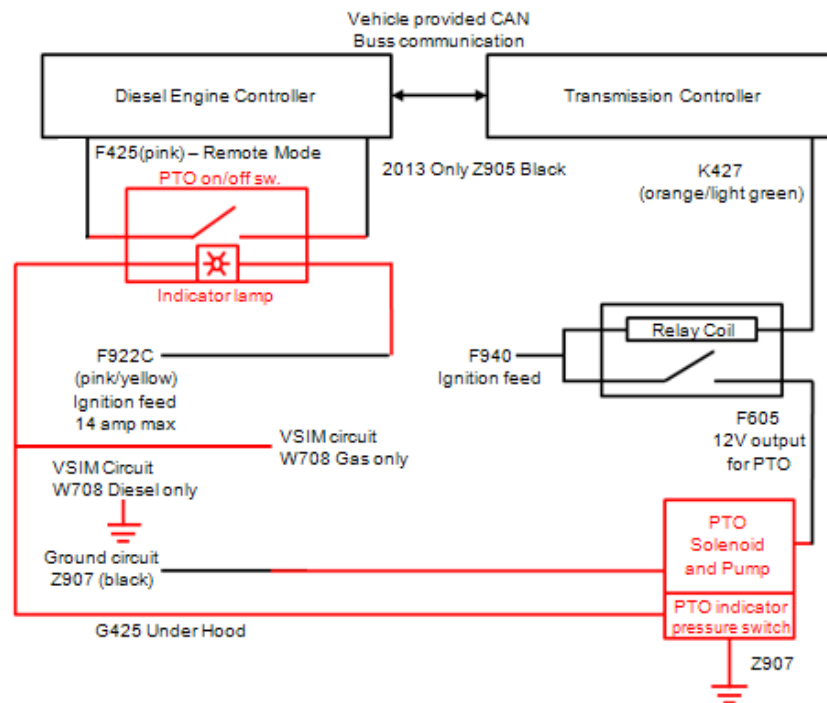 Vehicle provided CAN
Buss communication
Diesel Engine Controller
Transmission Controller
F425(pink) – Remote Mode
PTO on/off sw.
2013 Only Z905 Black
K427
(orange/light green)
Indicator lamp
Relay Coil
F922C
(pink/yellow)
Ignition feed
14 amp max
F940
Ignition feed
F605
12V output
for PTO
VSIM circuit
W708 Gas only
VSIM Circuit
W708 Diesel only
PTO
Solenoid
and Pump
Ground circuit
Z907 (black)
PTO indicator
pressure switch
G425 Under Hood
Z907